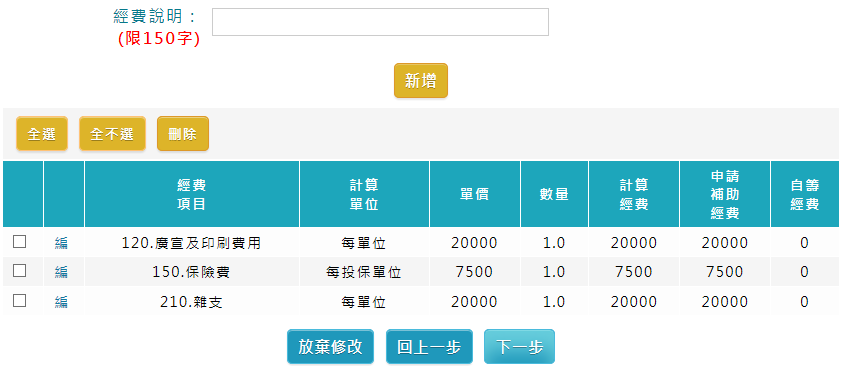 經費說明：
(限150字)
新增
全選 全不選 刪除
經費 項目 計算 單位 單價 數量 計算 經費 申請 補助 經費 自籌 經費
編 120.廣宣及印刷費用 每單位 20000 1.0 20000 20000 0
編 150.保險費 每投保單位 7500 1.0 7500 7500 0
編 210.雜支 每單位 20000 1.0 20000 20000 0
放棄修改 回上一步 下一步